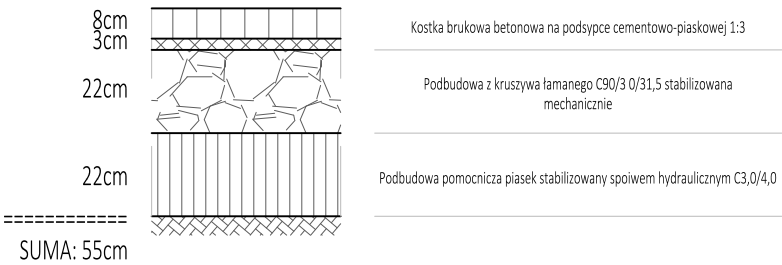 8cm
Kostka brukowa betonowa na podsypce cementowo-piaskowej 1:3
3cm
22cm
Podbudowa z kruszywa łamanego C90/3 0/31,5 stabilizowana
mechanicznie
22cm
Podbudowa pomocnicza piasek stabilizowany spoiwem hydraulicznym C3,0/4,0
SUMA: 55cm